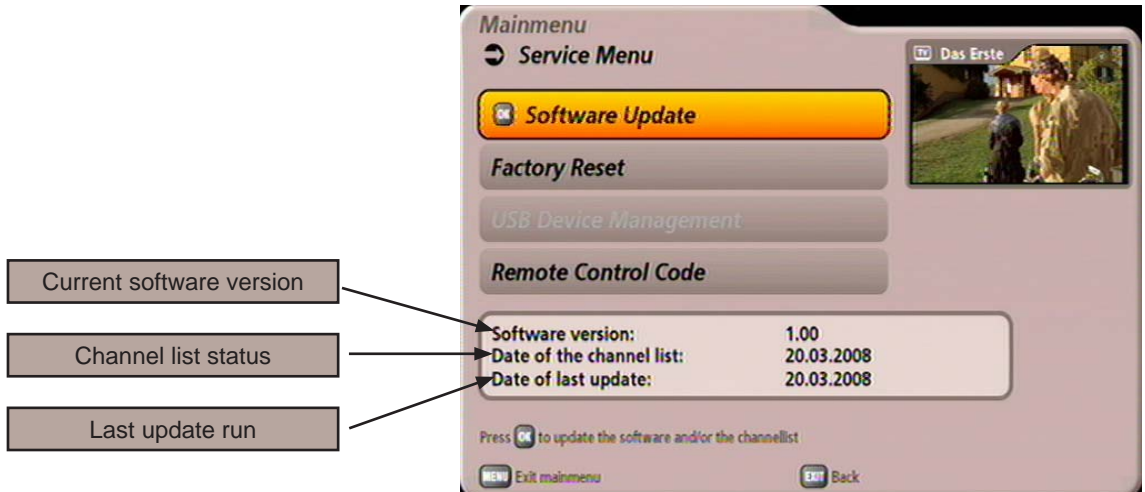 Mainmenu
Service Menu
TV Das Erste
OK Software Update
Factory Reset
USB Device Management
Remote Control Code
Current software version
Channel list status
Last update run
Software version: 1.00
Date of the channel list: 20.03.2008
Date of last update: 20.03.2008
Press OK to update the software and/or the channellist
MENU Exit mainmenu
EXIT Back